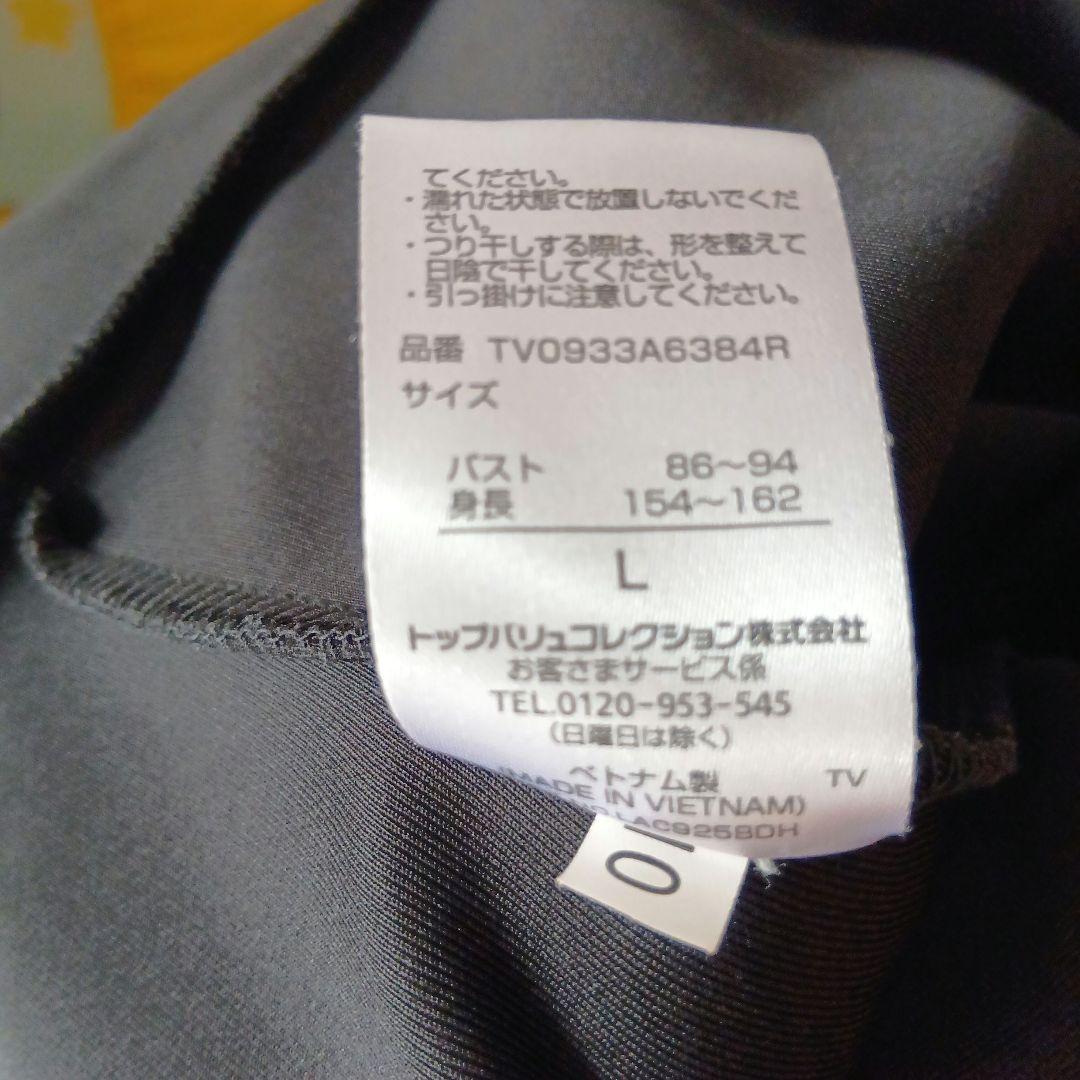 てください。
・濡れた状態で放置しないでくだ
さい。
・つり干しする際は、形を整えて
日陰で干してください。
・引っ掛けに注意してください。
品番 TV0933A6384R
サイズ
バスト 86～94
身長 154～162
L
トップバリュコレクション株式会社
お客さまサービス係
TEL.0120-953-545
(日曜日は除く)
ベトナム製 TV
(MADE IN VIETNAM)
LAC925BDH
0